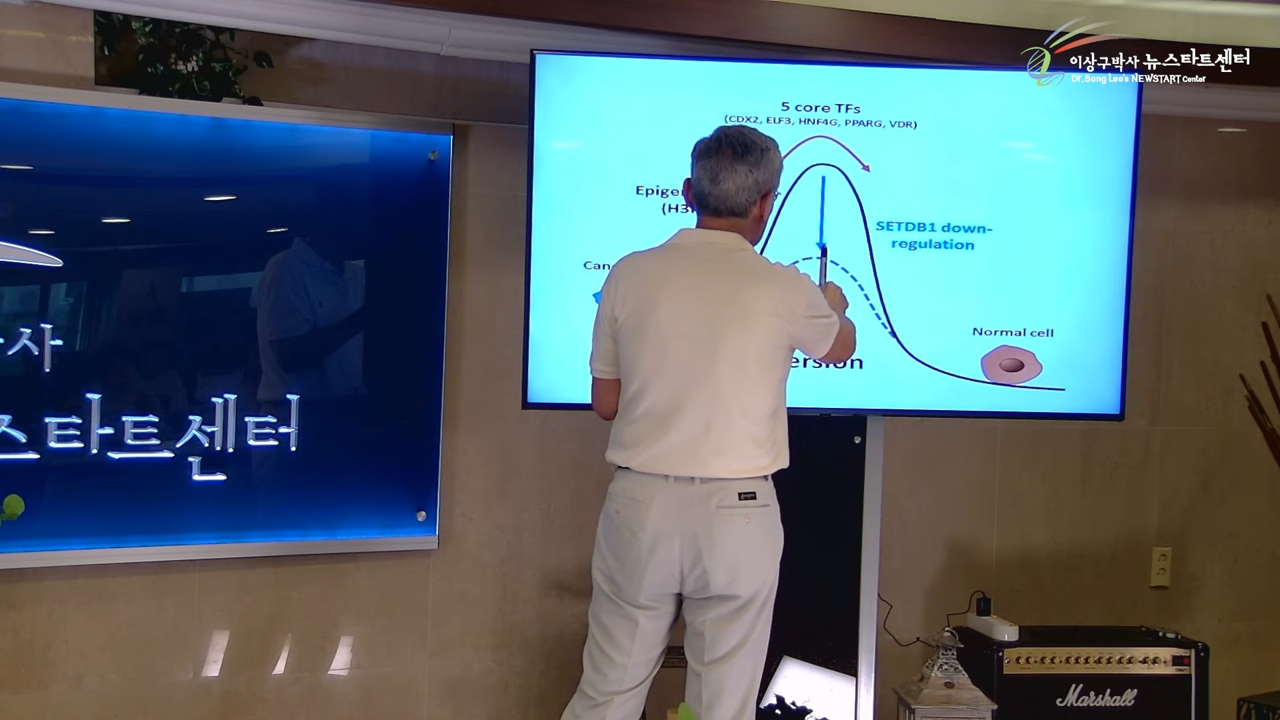 이상구박사 뉴스타트센터
Dr. Sang Lee's NEWSTART Center
5 core TFs
(CDX2, ELF3, HNF4G, PPARG, VDR)
SETDB1 down-
regulation
Normal cell
스타트센터
Marshall